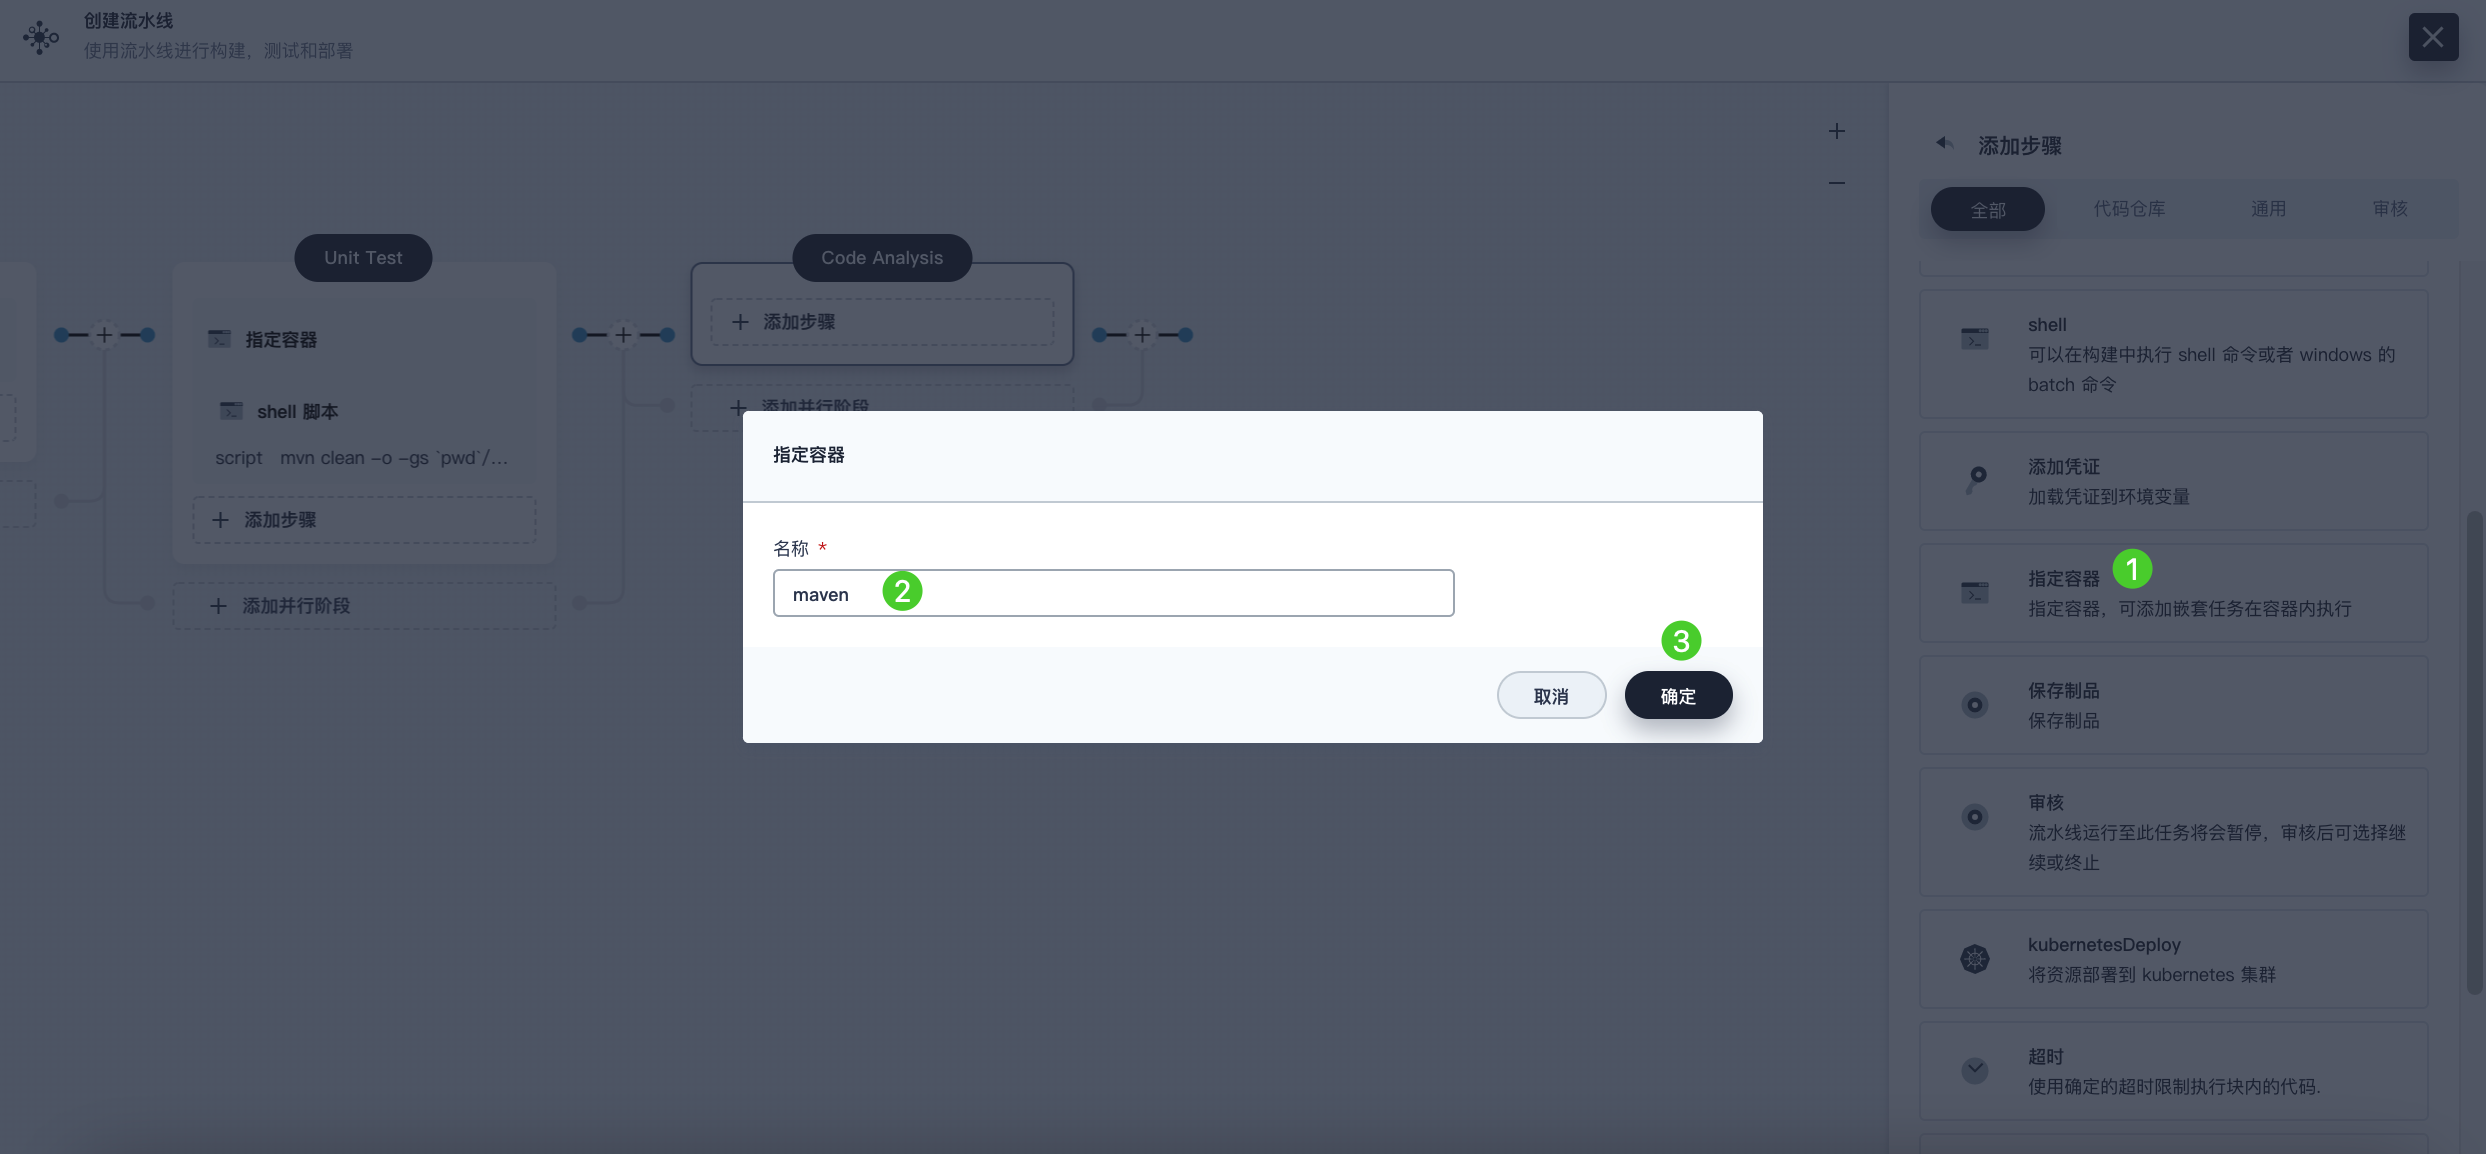 创建流水线
使用流水线进行构建，测试和部署
Unit Test
指定容器
shell 脚本
script mvn clean -o -gs `pwd`/...
添加步骤
添加并行阶段
Code Analysis
添加步骤
添加并行阶段
指定容器
名称 *
maven
2
3
取消
确定
添加步骤
全部 代码仓库 通用 审核
shell
可以在构建中执行 shell 命令或者 windows 的
batch 命令
添加凭证
加载凭证到环境变量
指定容器
1
指定容器，可添加嵌套任务在容器内执行
保存制品
保存制品
审核
流水线运行至此任务将会暂停，审核后可选择继
续或终止
kubernetesDeploy
将资源部署到 kubernetes 集群
超时
使用确定的超时限制执行块内的代码.